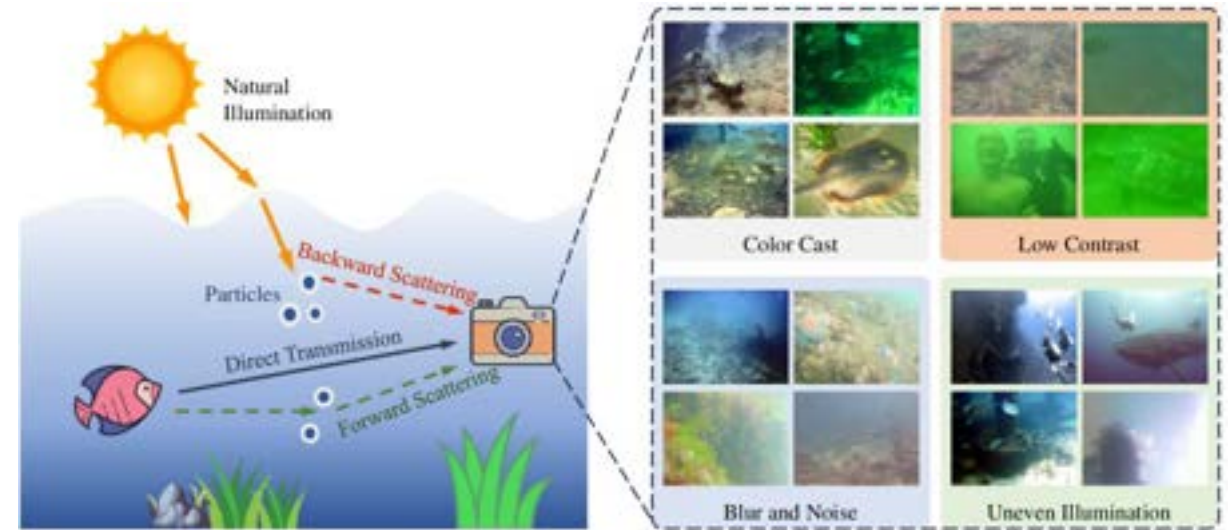 Natural
Illumination
Backward Scattering
Particles
Direct Transmission
Forward Scattering
Color Cast
Low Contrast
Blur and Noise
Uneven Illumination